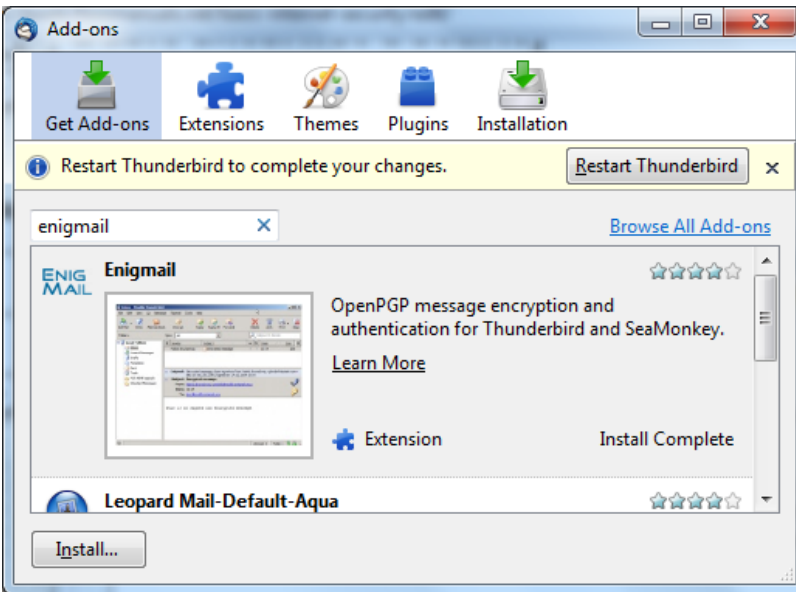 Add-ons
Get Add-ons Extensions Themes Plugins Installation
Restart Thunderbird to complete your changes. Restart Thunderbird
enigmail
Browse All Add-ons
ENIG
MAIL
Enigmail
OpenPGP message encryption and
authentication for Thunderbird and SeaMonkey.
Learn More
Extension Install Complete
Leopard Mail-Default-Aqua
Install...